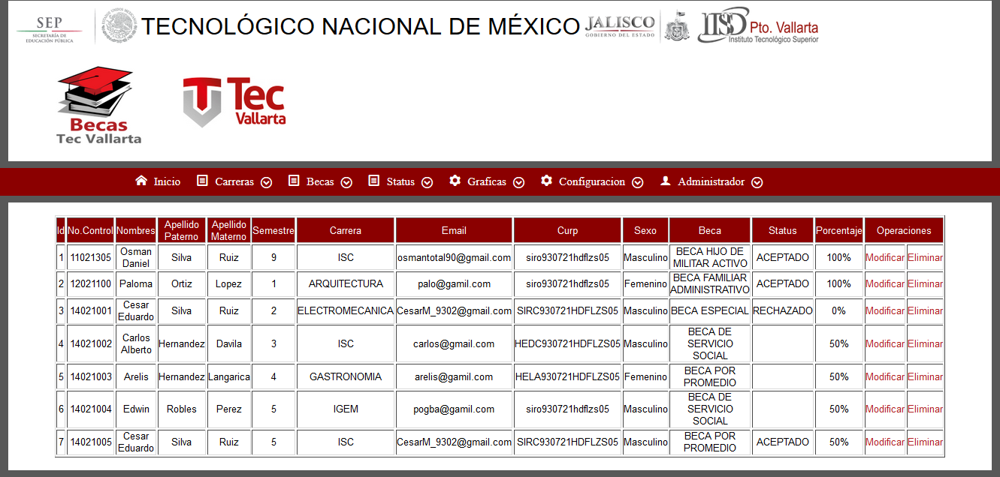 SEP
SECRETARÍA DE
EDUCACIÓN PÚBLICA
TECNOLÓGICO NACIONAL DE MÉXICO
JALISCO
GOBIERNO DEL ESTADO
ITS Pto. Vallarta
Instituto Tecnológico Superior
Becas
Tec Vallarta
Tec
Vallarta
Inicio Carreras Becas Status Graficas Configuracion Administrador
Id No.Control Nombres Apellido Paterno Apellido Materno Semestre Carrera Email Curp Sexo Beca Status Porcentaje Operaciones
1 11021305 Osman Daniel Silva Ruiz 9 ISC osmantotal90@gmail.com siro930721hdflzs05 Masculino BECA HIJO DE MILITAR ACTIVO ACEPTADO 100% Modificar Eliminar
2 12021100 Paloma Ortiz Lopez 1 ARQUITECTURA palo@gamil.com siro930721hdflzs05 Femenino BECA FAMILIAR ADMINISTRATIVO ACEPTADO 100% Modificar Eliminar
3 14021001 Cesar Eduardo Silva Ruiz 2 ELECTROMECANICA CesarM_9302@gmail.com SIRC930721HDFLZS05 Masculino BECA ESPECIAL RECHAZADO 0% Modificar Eliminar
4 14021002 Carlos Alberto Hernandez Davila 3 ISC carlos@gmail.com HEDC930721HDFLZS05 Masculino BECA DE SERVICIO SOCIAL 50% Modificar Eliminar
5 14021003 Arelis Hernandez Langarica 4 GASTRONOMIA arelis@gamil.com HELA930721HDFLZS05 Femenino BECA POR PROMEDIO 50% Modificar Eliminar
6 14021004 Edwin Robles Perez 5 IGEM pogba@gamil.com siro930721hdflzs05 Masculino BECA DE SERVICIO SOCIAL 50% Modificar Eliminar
7 14021005 Cesar Eduardo Silva Ruiz 5 ISC CesarM_9302@gmail.com SIRC930721HDFLZS05 Masculino BECA POR PROMEDIO ACEPTADO 50% Modificar Eliminar